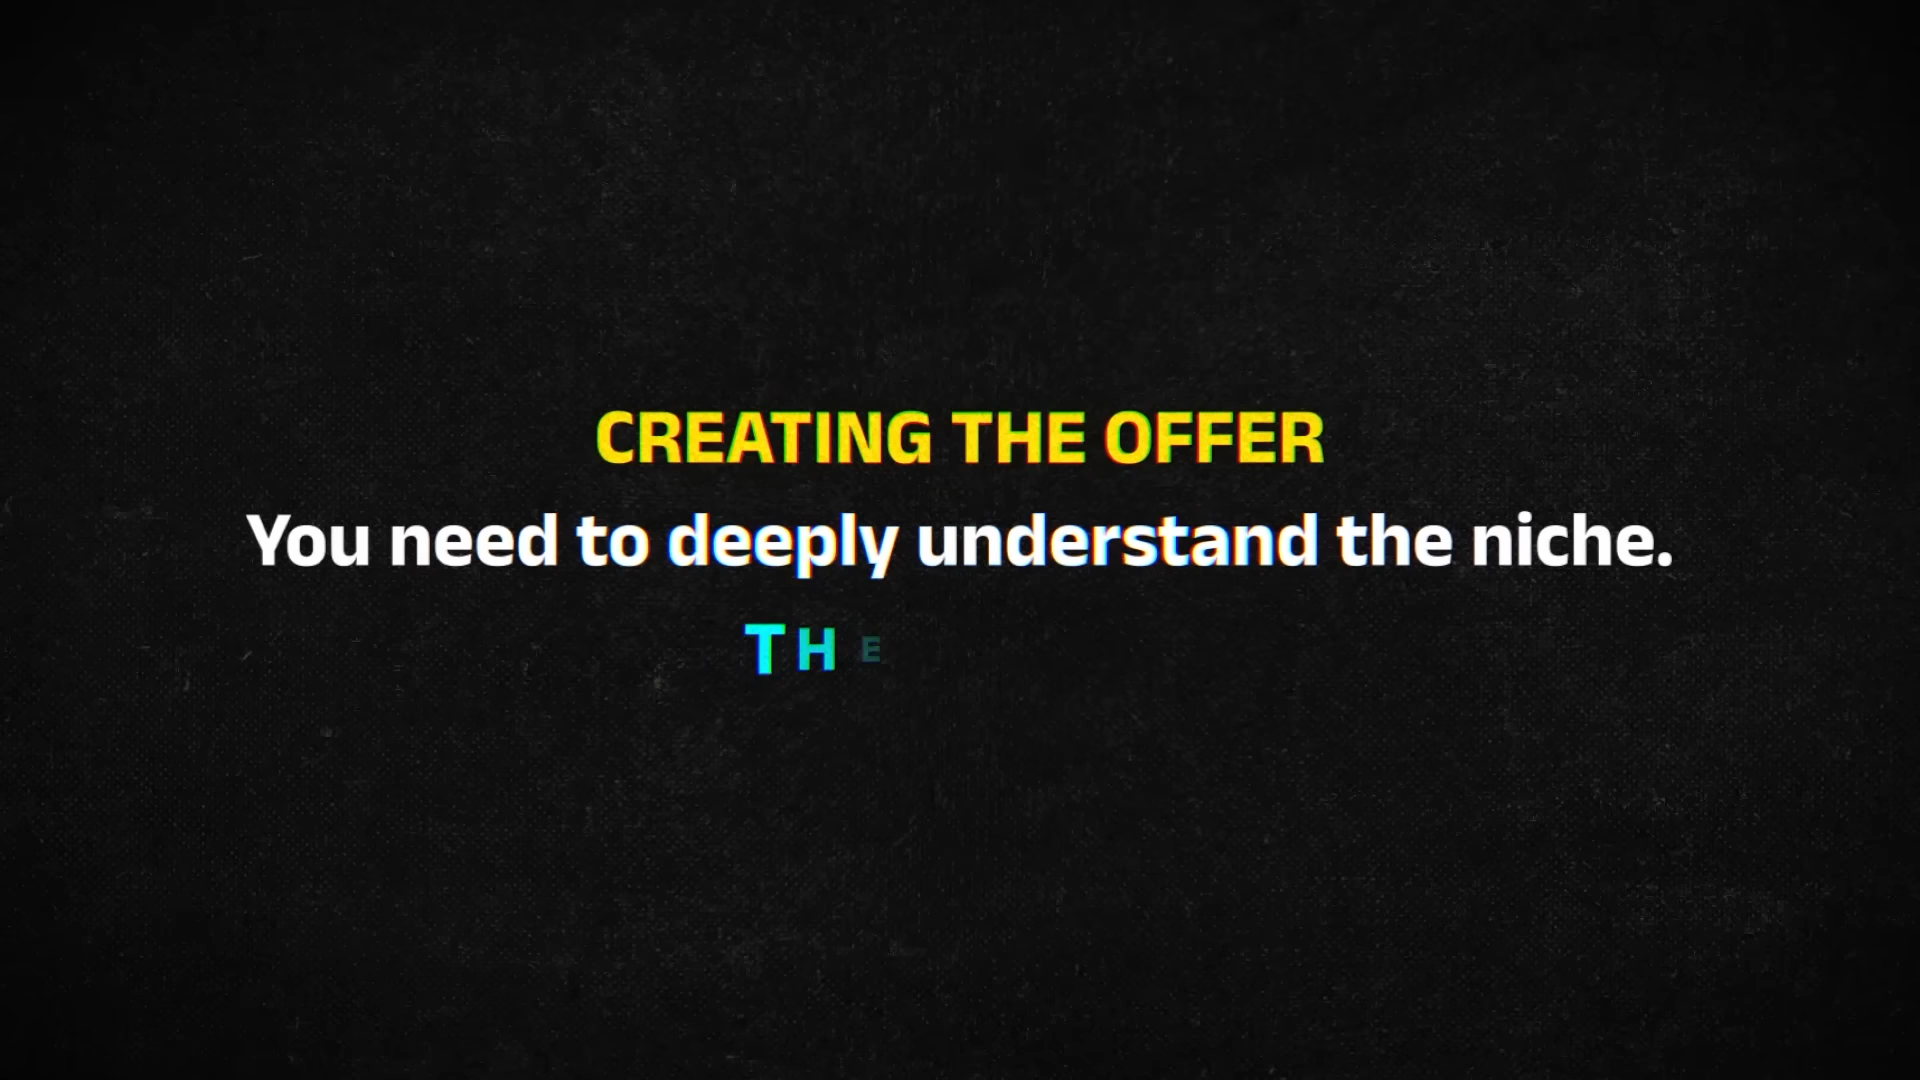 CREATING THE OFFER
You need to deeply understand the niche.
THE